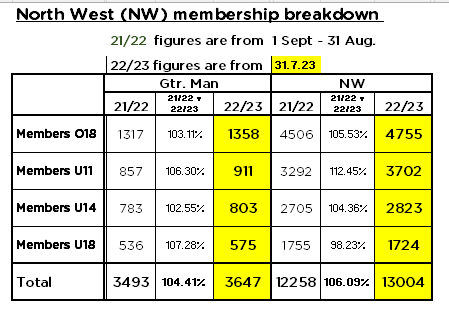 North West (NW) membership breakdown
21/22 figures are from 1 Sept - 31 Aug.
22/23 figures are from 31.7.23
Gtr. Man NW
21/22 21/22 v 22/23 22/23 21/22 21/22 v 22/23 22/23
Members O18 1317 103.11% 1358 4506 105.53% 4755
Members U11 857 106.30% 911 3292 112.45% 3702
Members U14 783 102.55% 803 2705 104.36% 2823
Members U18 536 107.28% 575 1755 98.23% 1724
Total 3493 104.41% 3647 12258 106.09% 13004